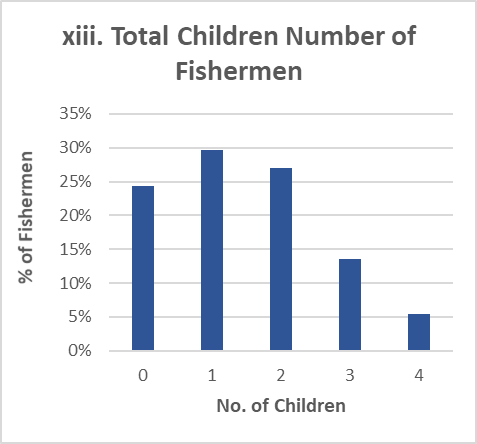 xiii. Total Children Number of
Fishermen
35%
30%
25%
20%
15%
10%
5%
0%
% of Fishermen
0 1 2 3 4
No. of Children